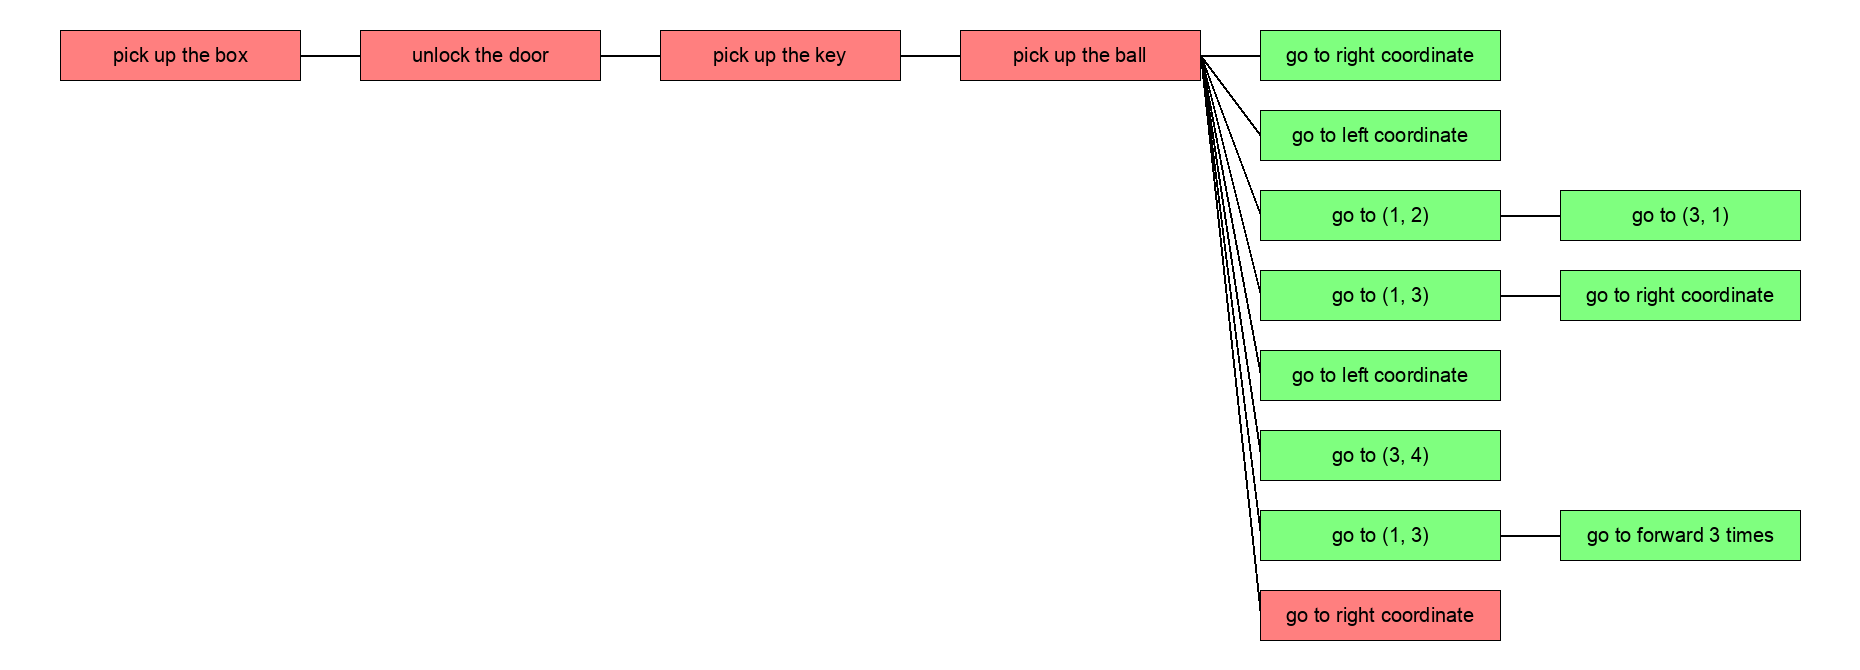 pick up the box
unlock the door
pick up the key
pick up the ball
go to right coordinate
go to left coordinate
go to (1, 2)
go to (3, 1)
go to (1, 3)
go to right coordinate
go to left coordinate
go to (3, 4)
go to (1, 3)
go to forward 3 times
go to right coordinate